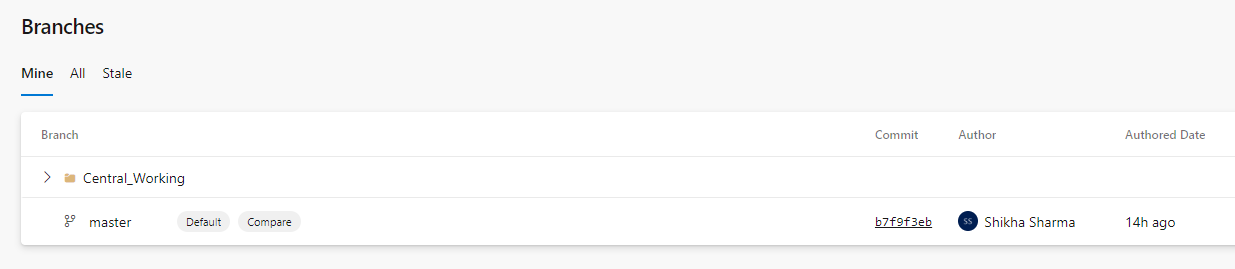 Branches
Mine All Stale
Branch Commit Author Authored Date
Central_Working
master Default Compare b7f9f3eb SS Shikha Sharma 14h ago